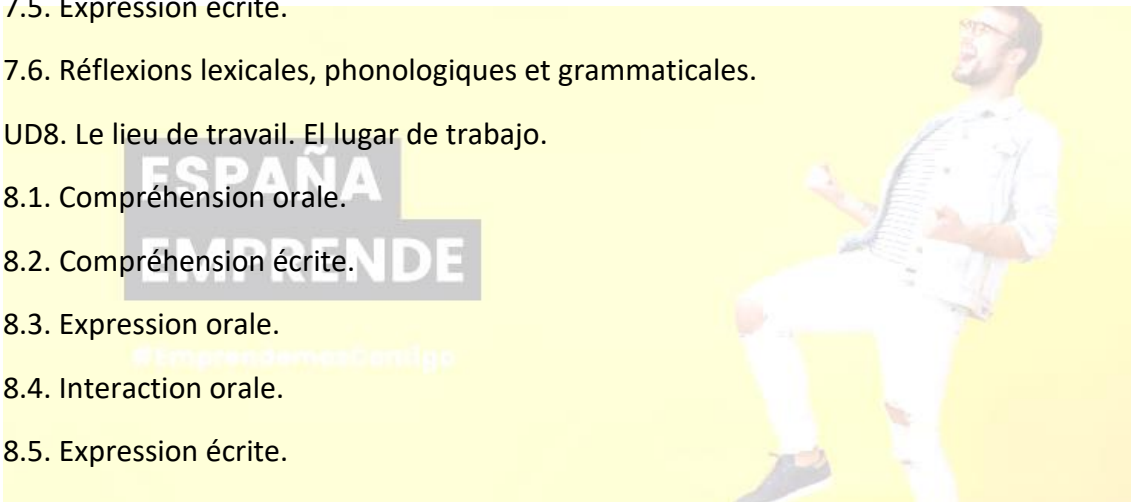 7.5. Expression écrite.
7.6. Réflexions lexicales, phonologiques et grammaticales.
UD8. Le lieu de travail. El lugar de trabajo.
ESPAÑA
8.1. Compréhension orale.
EMPRENDE
8.2. Compréhension écrite.
8.3. Expression orale.
#EmprendemosContigo
8.4. Interaction orale.
8.5. Expression écrite.